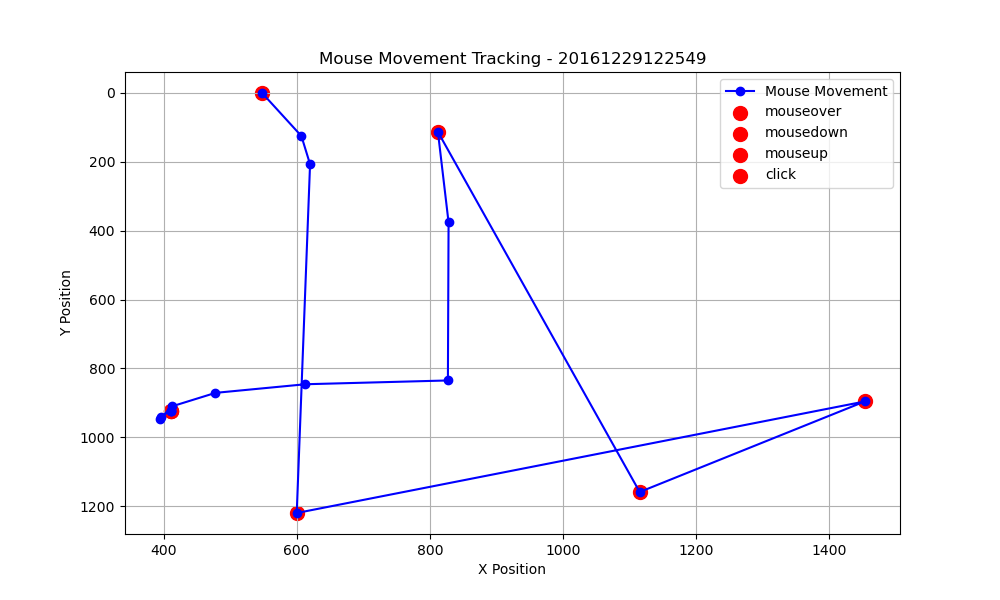 Mouse Movement Tracking - 20161229122549
Mouse Movement
mouseover
mousedown
mouseup
click
0
200
400
600
800
1000
1200
Y Position
400 600 800 1000 1200 1400
X Position